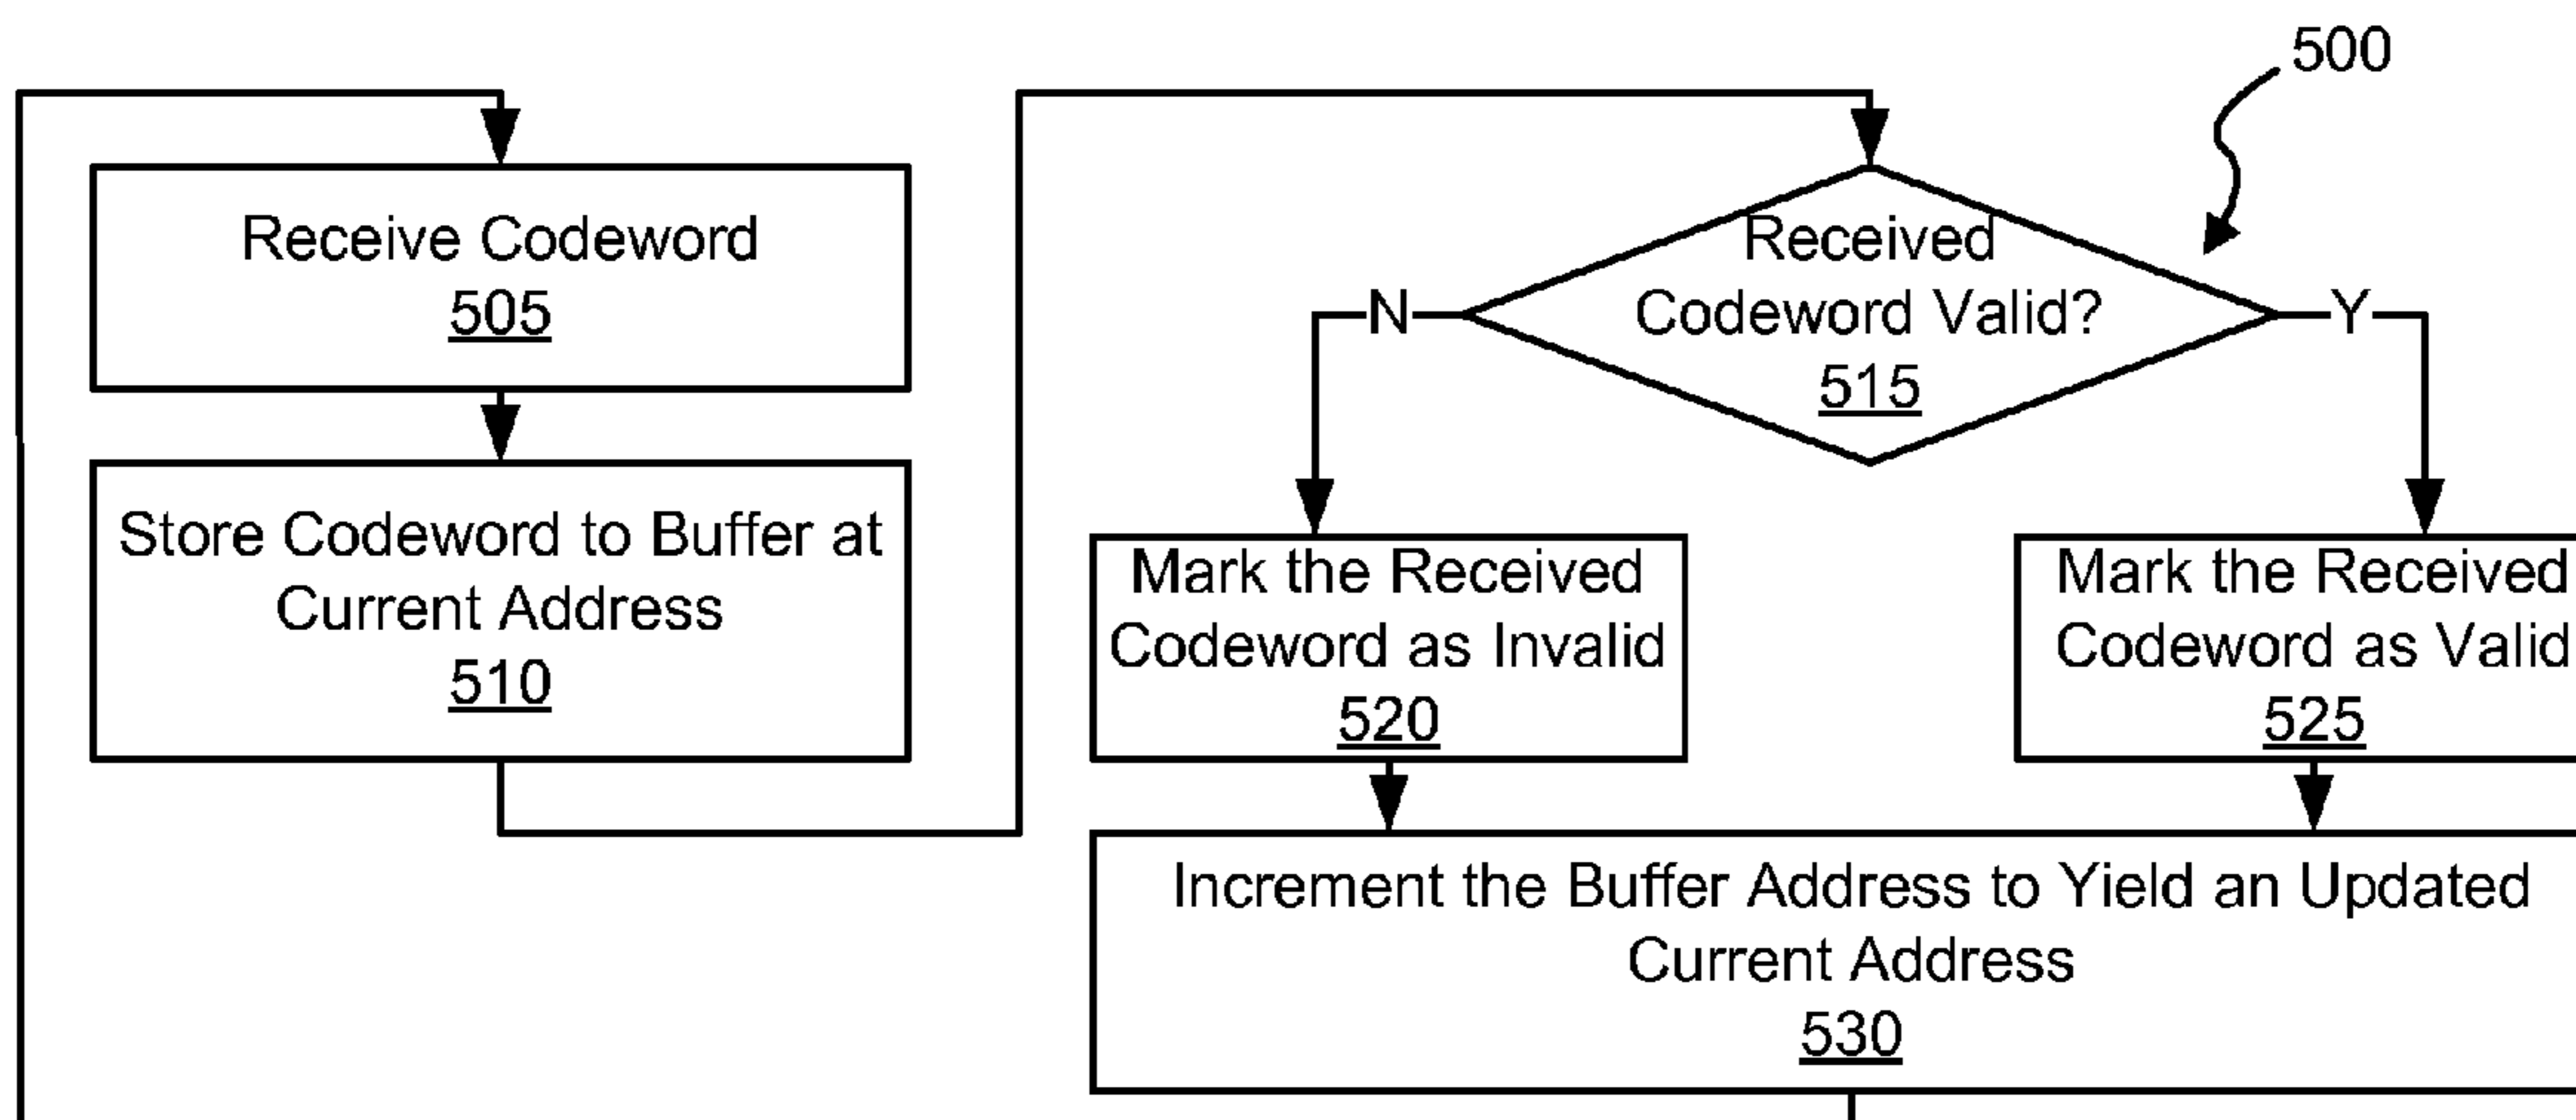 500
Receive Codeword
505
Store Codeword to Buffer at
Current Address
510
Received
Codeword Valid?
515
N
Y
Mark the Received
Codeword as Invalid
520
Mark the Received
Codeword as Valid
525
Increment the Buffer Address to Yield an Updated
Current Address
530